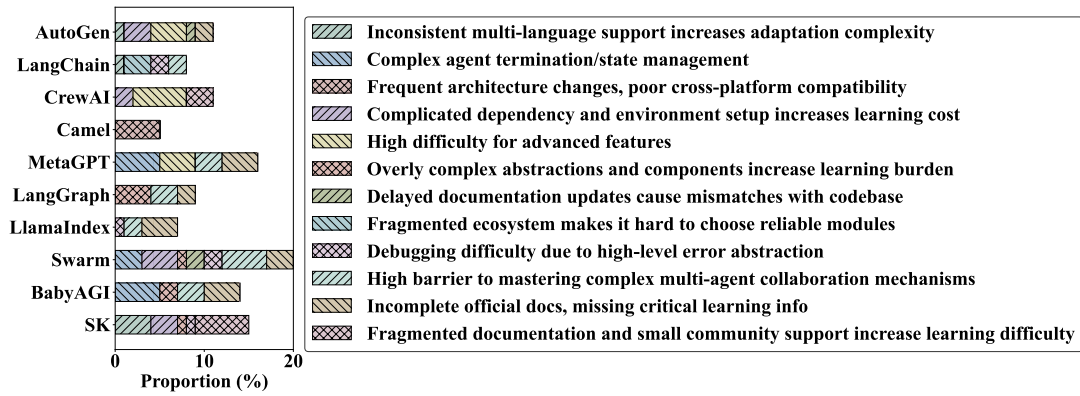 AutoGen
LangChain
CrewAI
Camel
MetaGPT
LangGraph
LlamaIndex
Swarm
BabyAGI
SK
0 10 20
Proportion (%)
Inconsistent multi-language support increases adaptation complexity
Complex agent termination/state management
Frequent architecture changes, poor cross-platform compatibility
Complicated dependency and environment setup increases learning cost
High difficulty for advanced features
Overly complex abstractions and components increase learning burden
Delayed documentation updates cause mismatches with codebase
Fragmented ecosystem makes it hard to choose reliable modules
Debugging difficulty due to high-level error abstraction
High barrier to mastering complex multi-agent collaboration mechanisms
Incomplete official docs, missing critical learning info
Fragmented documentation and small community support increase learning difficulty